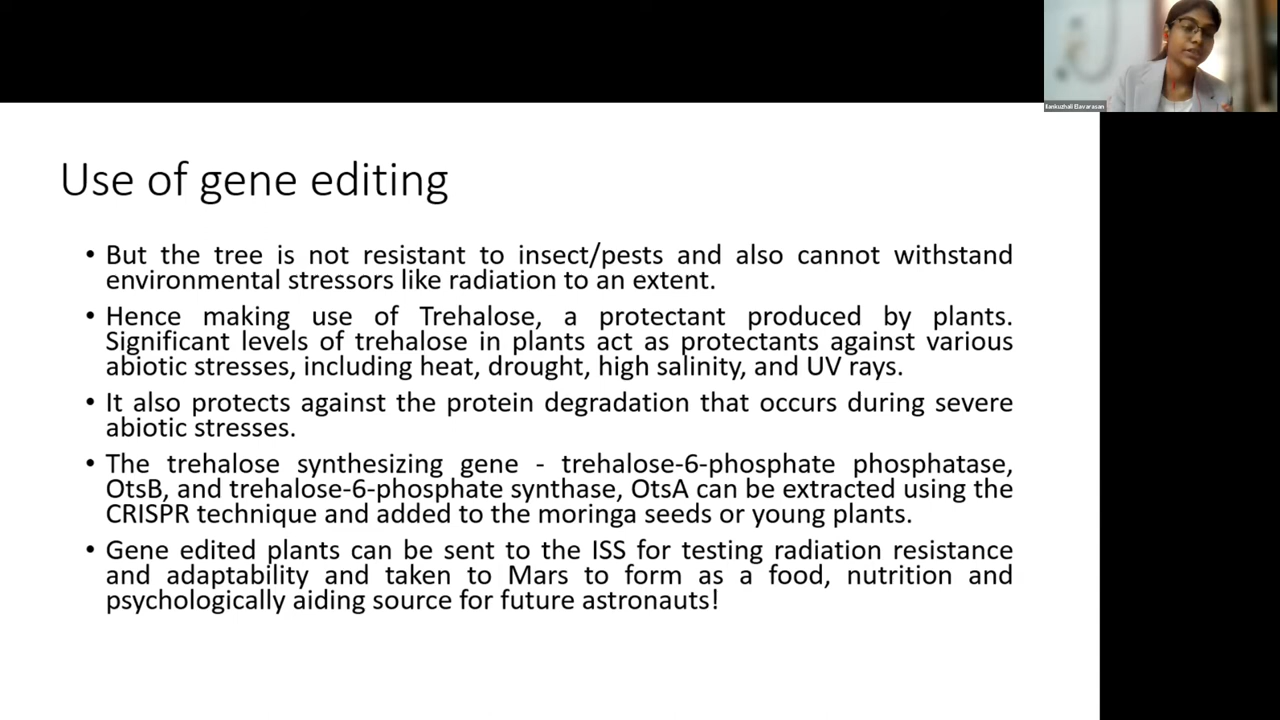 Ilankuzhali Elavarasan
Use of gene editing
• But the tree is not resistant to insect/pests and also cannot withstand
environmental stressors like radiation to an extent.
• Hence making use of Trehalose, a protectant produced by plants.
Significant levels of trehalose in plants act as protectants against various
abiotic stresses, including heat, drought, high salinity, and UV rays.
• It also protects against the protein degradation that occurs during severe
abiotic stresses.
• The trehalose synthesizing gene - trehalose-6-phosphate phosphatase,
OtsB, and trehalose-6-phosphate synthase, OtsA can be extracted using the
CRISPR technique and added to the moringa seeds or young plants.
• Gene edited plants can be sent to the ISS for testing radiation resistance
and adaptability and taken to Mars to form as a food, nutrition and
psychologically aiding source for future astronauts!